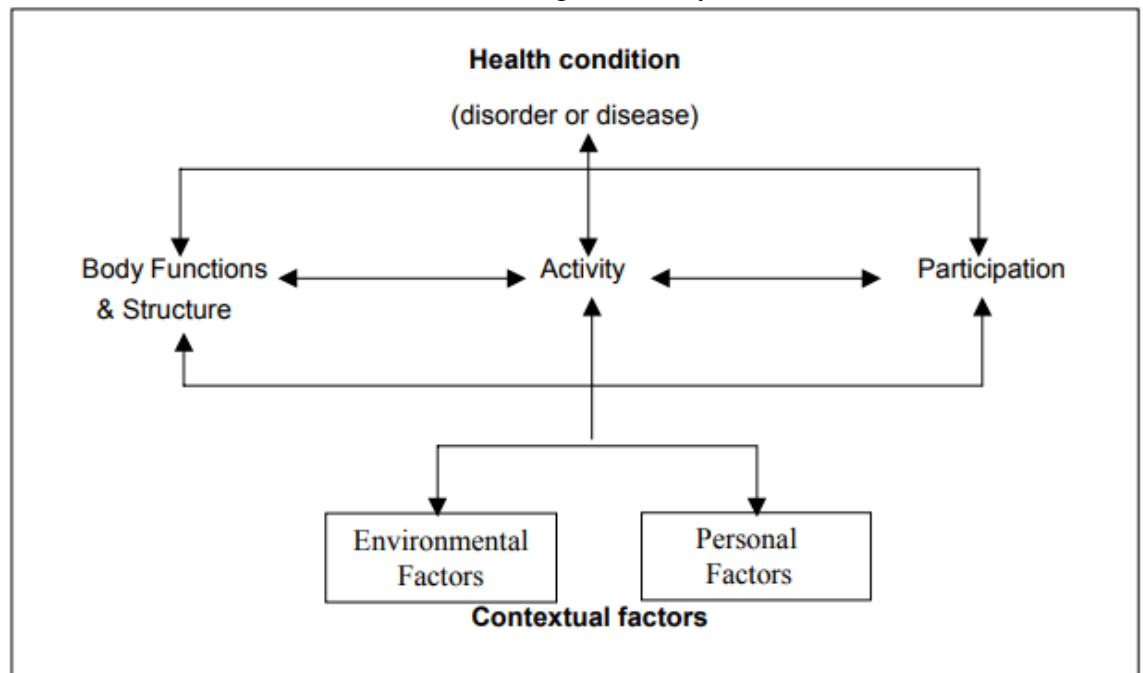 Health condition
(disorder or disease)
Body Functions
& Structure
Activity
Participation
Environmental
Factors
Personal
Factors
Contextual factors